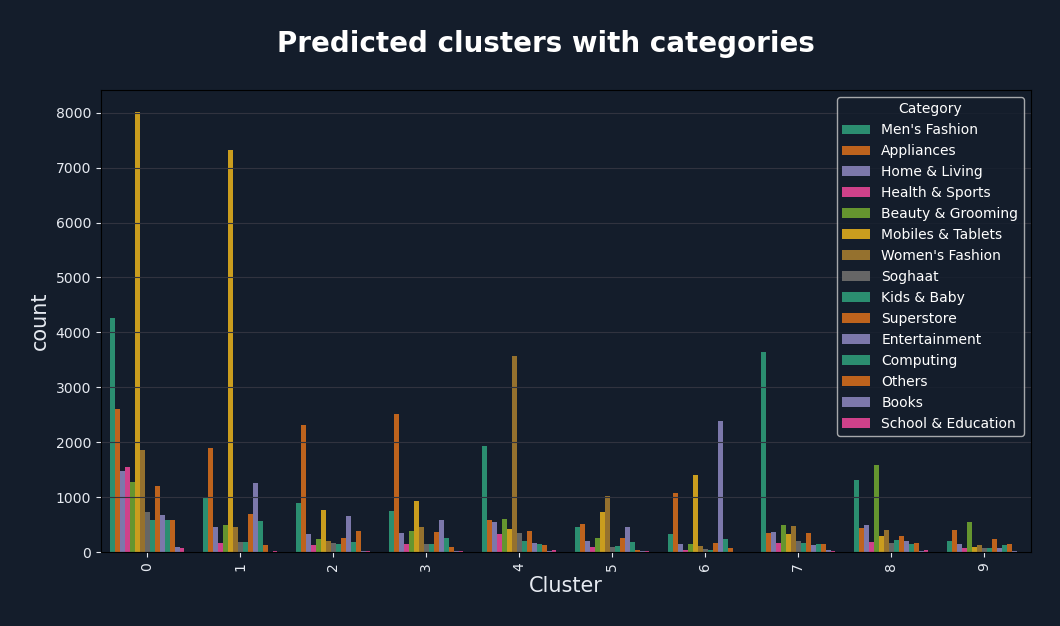 Predicted clusters with categories
8000
7000
6000
5000
4000
3000
2000
1000
0
count
Category
Men's Fashion
Appliances
Home & Living
Health & Sports
Beauty & Grooming
Mobiles & Tablets
Women's Fashion
Soghaat
Kids & Baby
Superstore
Entertainment
Computing
Others
Books
School & Education
0 1 2 3 4 5 6 7 8 9
Cluster